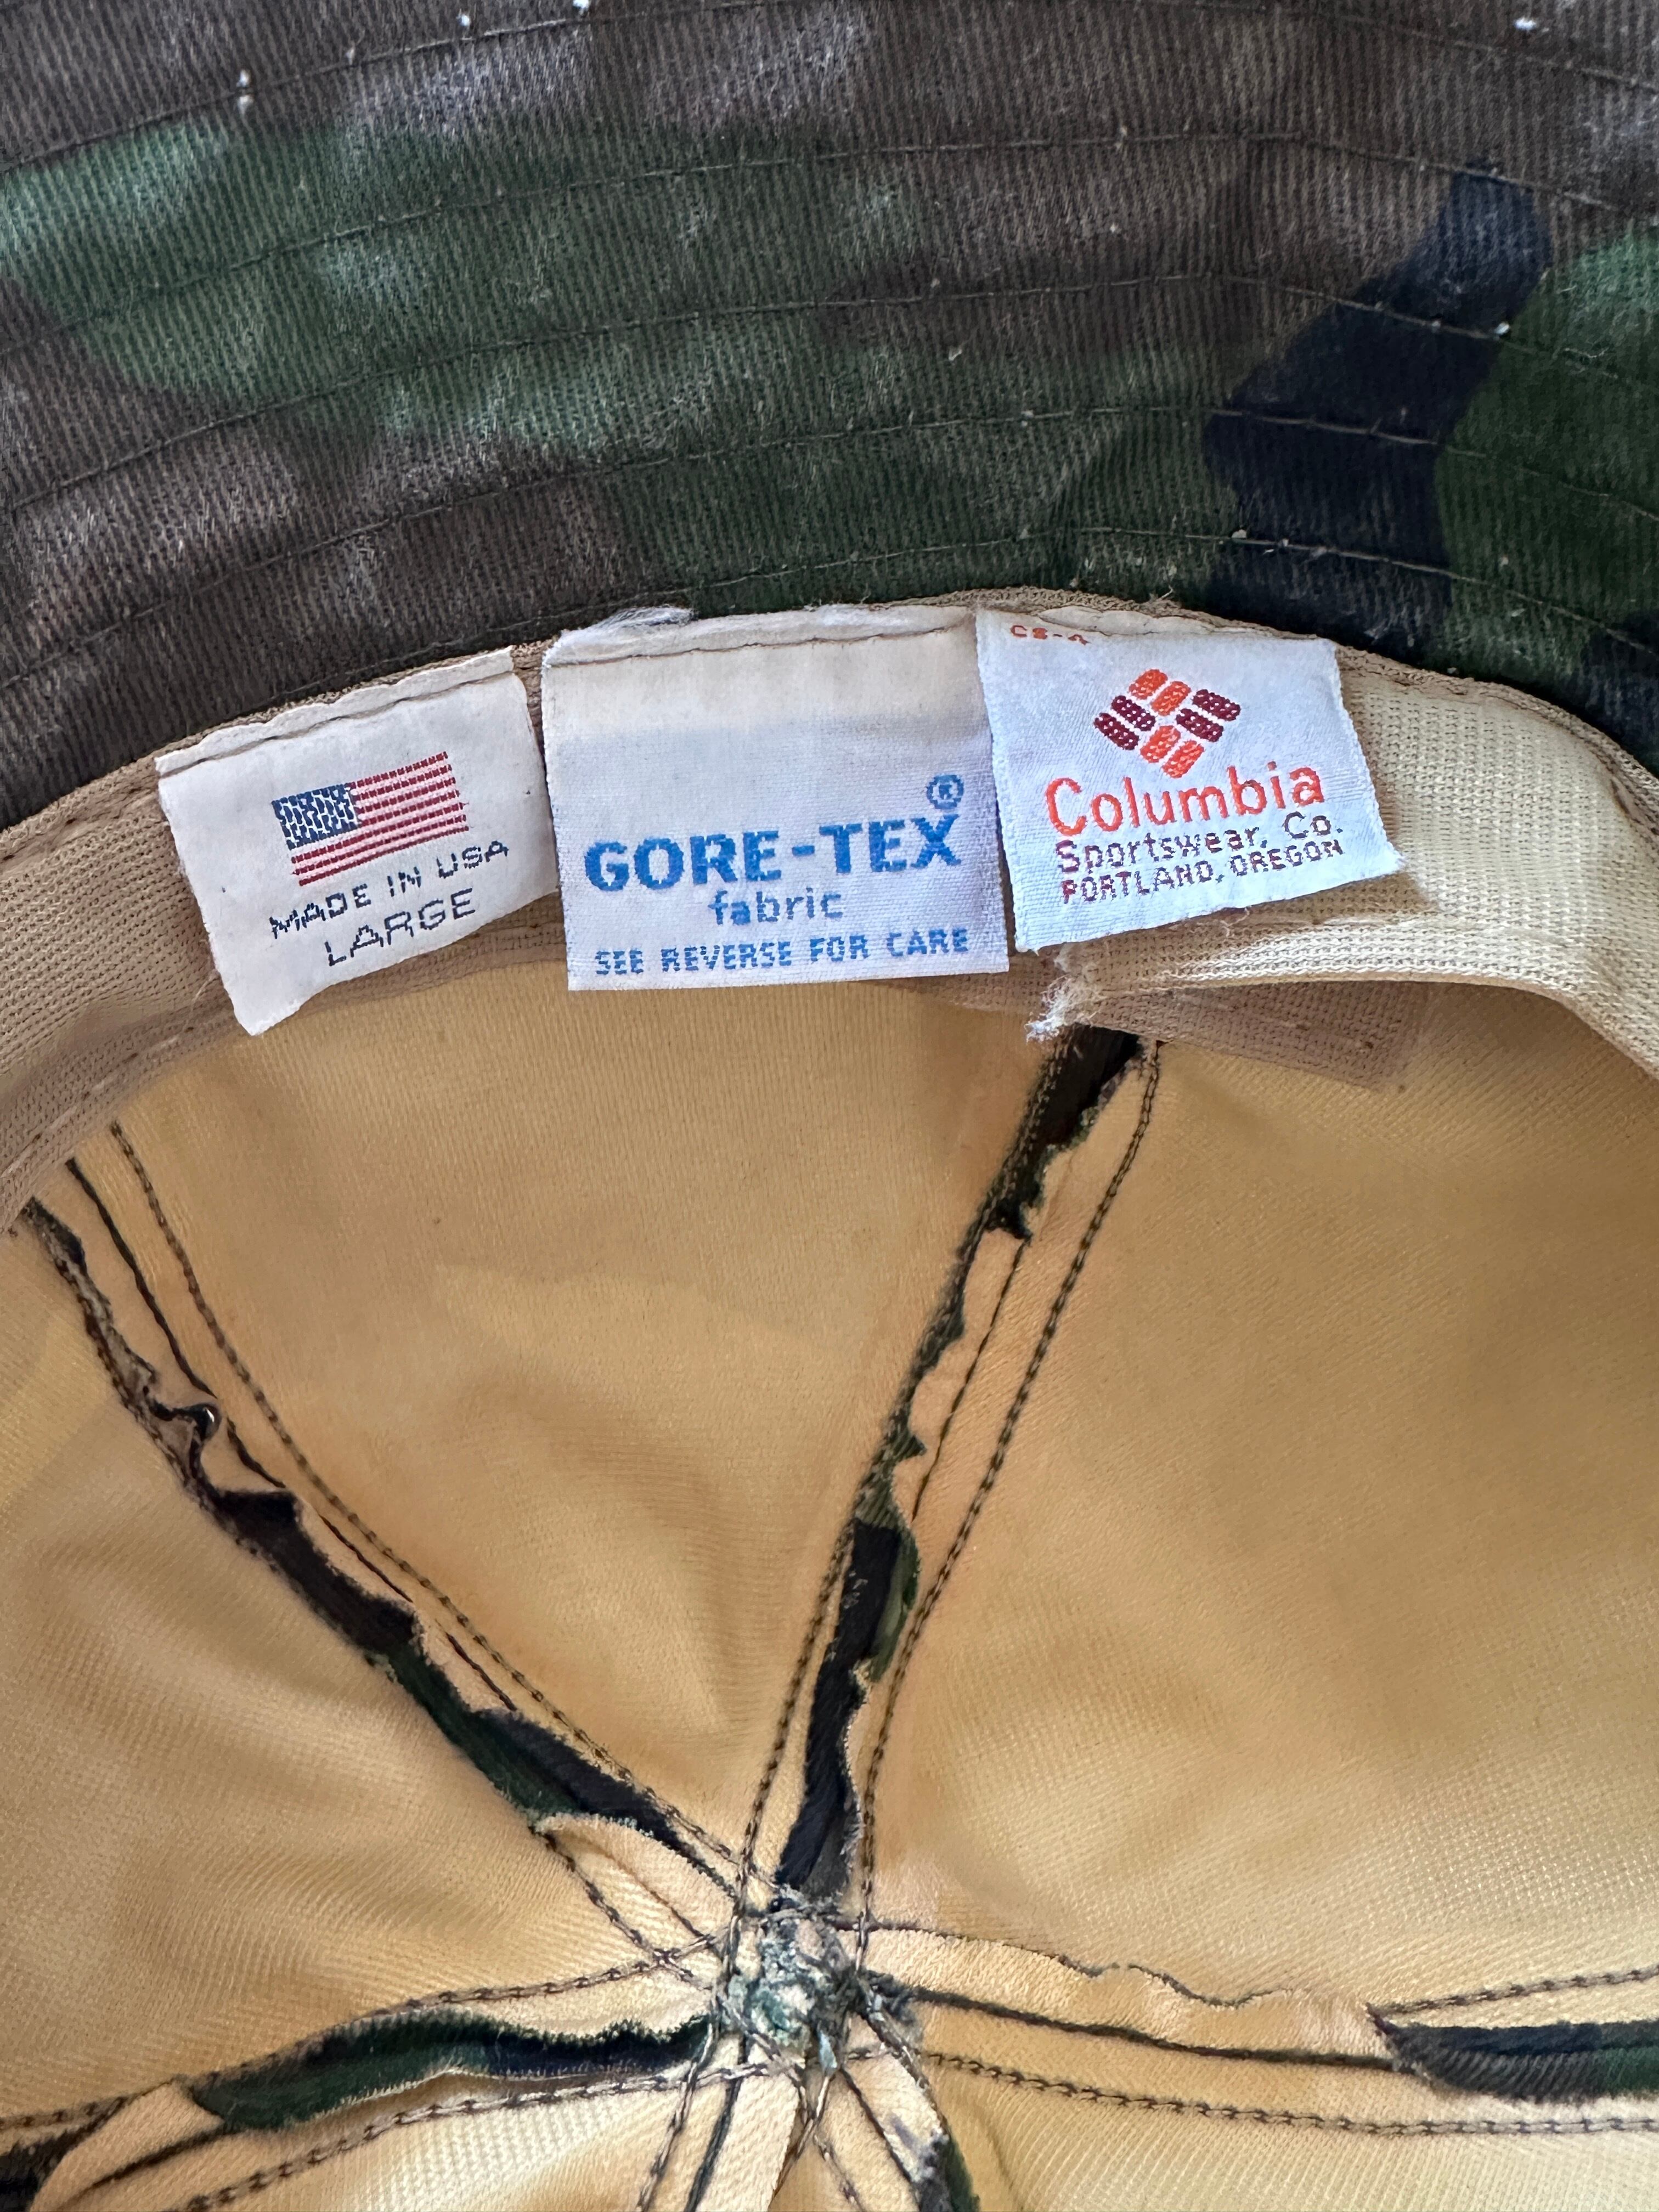 MADE IN USA
LARGE
GORE-TEX®
fabric
SEE REVERSE FOR CARE
Columbia
Sportswear, Co.
PORTLAND, OREGON